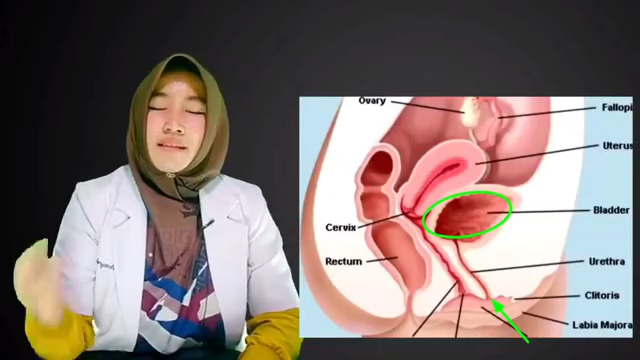 Ovary
Fallopi
Uterus
Bladder
Cervix
Rectum
Urethra
Clitoris
Labia Majora